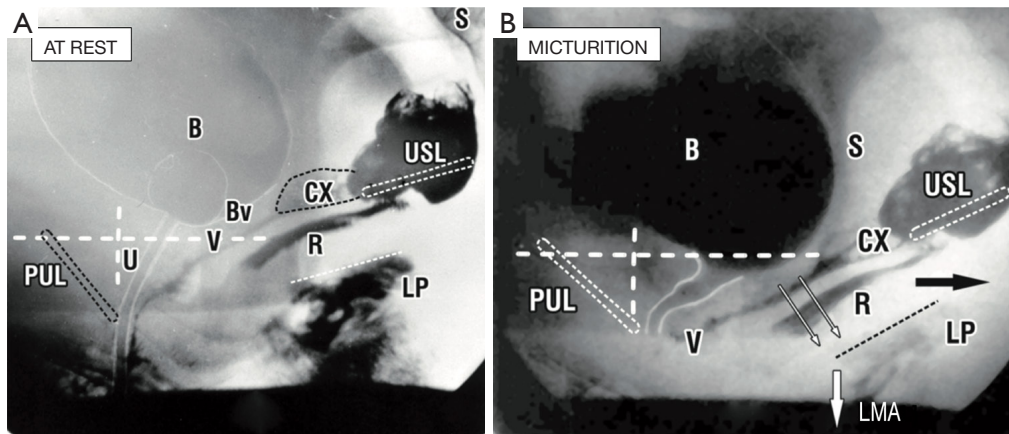 A
AT REST
S
B
USL
CX
Bv
V
U
R
PUL
LP
B
MICTURITION
B
S
USL
CX
PUL
R
V
LP
LMA